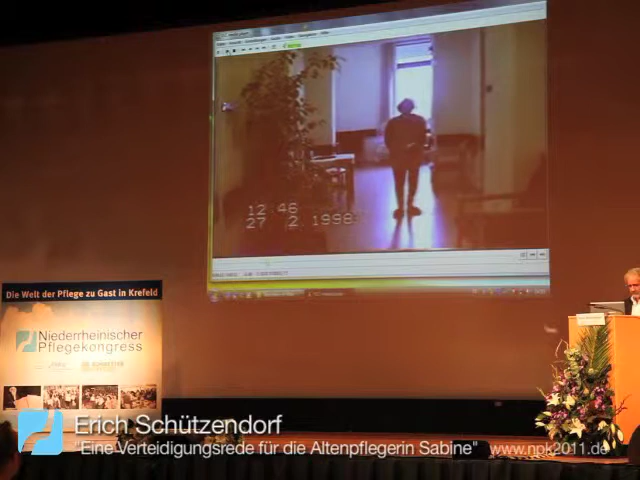 12 46
27 2.1998
Die Welt der Pflege zu Gast in Krefeld
Niederrheinischer
Pflegekongress
Erich Schützendorf
"Eine Verteidigungsrede für die Altenpflegerin Sabine" www.npk2011.de